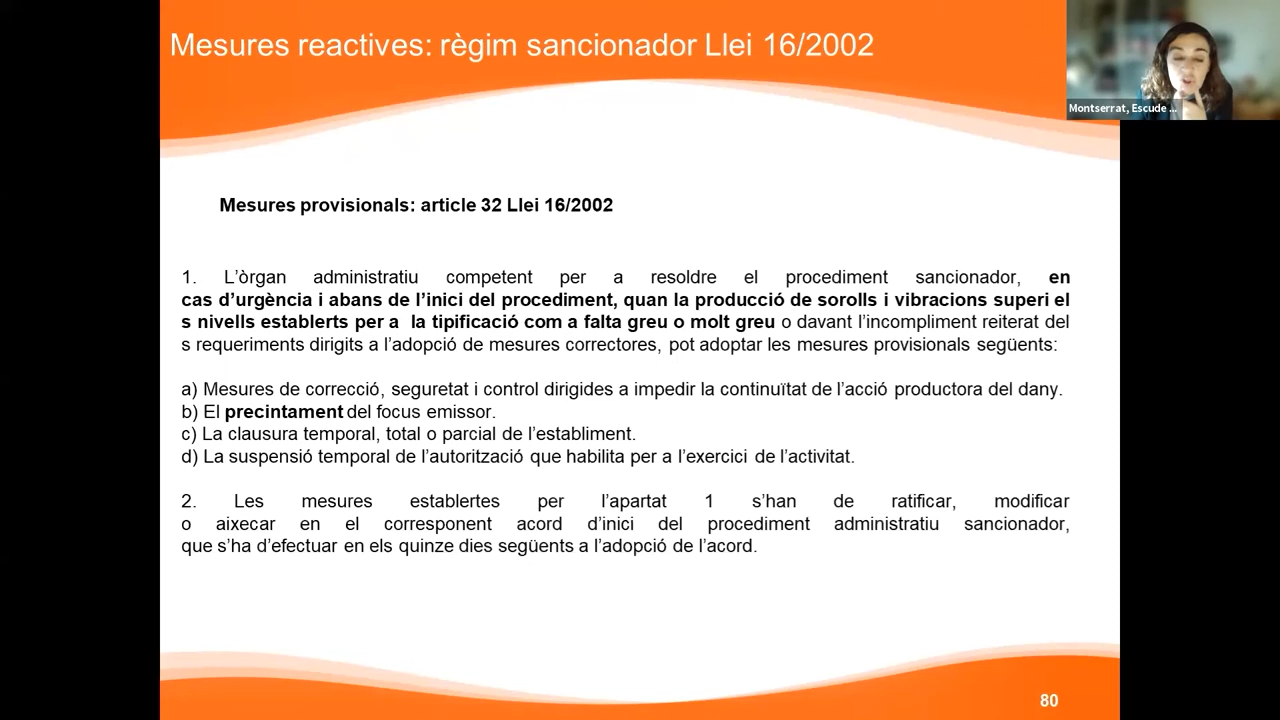 Mesures reactives: règim sancionador Llei 16/2002
Montserrat, Escude ...
Mesures provisionals: article 32 Llei 16/2002
1. L’òrgan administratiu competent per a resoldre el procediment sancionador, en
cas d’urgència i abans de l’inici del procediment, quan la producció de sorolls i vibracions superi el
s nivells establerts per a la tipificació com a falta greu o molt greu o davant l’incompliment reiterat del
s requeriments dirigits a l’adopció de mesures correctores, pot adoptar les mesures provisionals següents:
a) Mesures de correcció, seguretat i control dirigides a impedir la continuïtat de l’acció productora del dany.
b) El precintament del focus emissor.
c) La clausura temporal, total o parcial de l’establiment.
d) La suspensió temporal de l’autorització que habilita per a l’exercici de l’activitat.
2. Les mesures establertes per l’apartat 1 s’han de ratificar, modificar
o aixecar en el corresponent acord d’inici del procediment administratiu sancionador,
que s’ha d’efectuar en els quinze dies següents a l’adopció de l’acord.
80